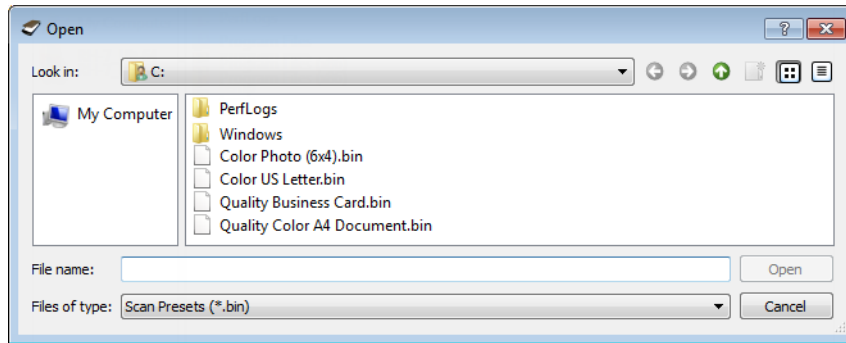 Open
Look in: C:
My Computer
PerfLogs
Windows
Color Photo (6x4).bin
Color US Letter.bin
Quality Business Card.bin
Quality Color A4 Document.bin
File name: Open
Files of type: Scan Presets (*.bin) Cancel